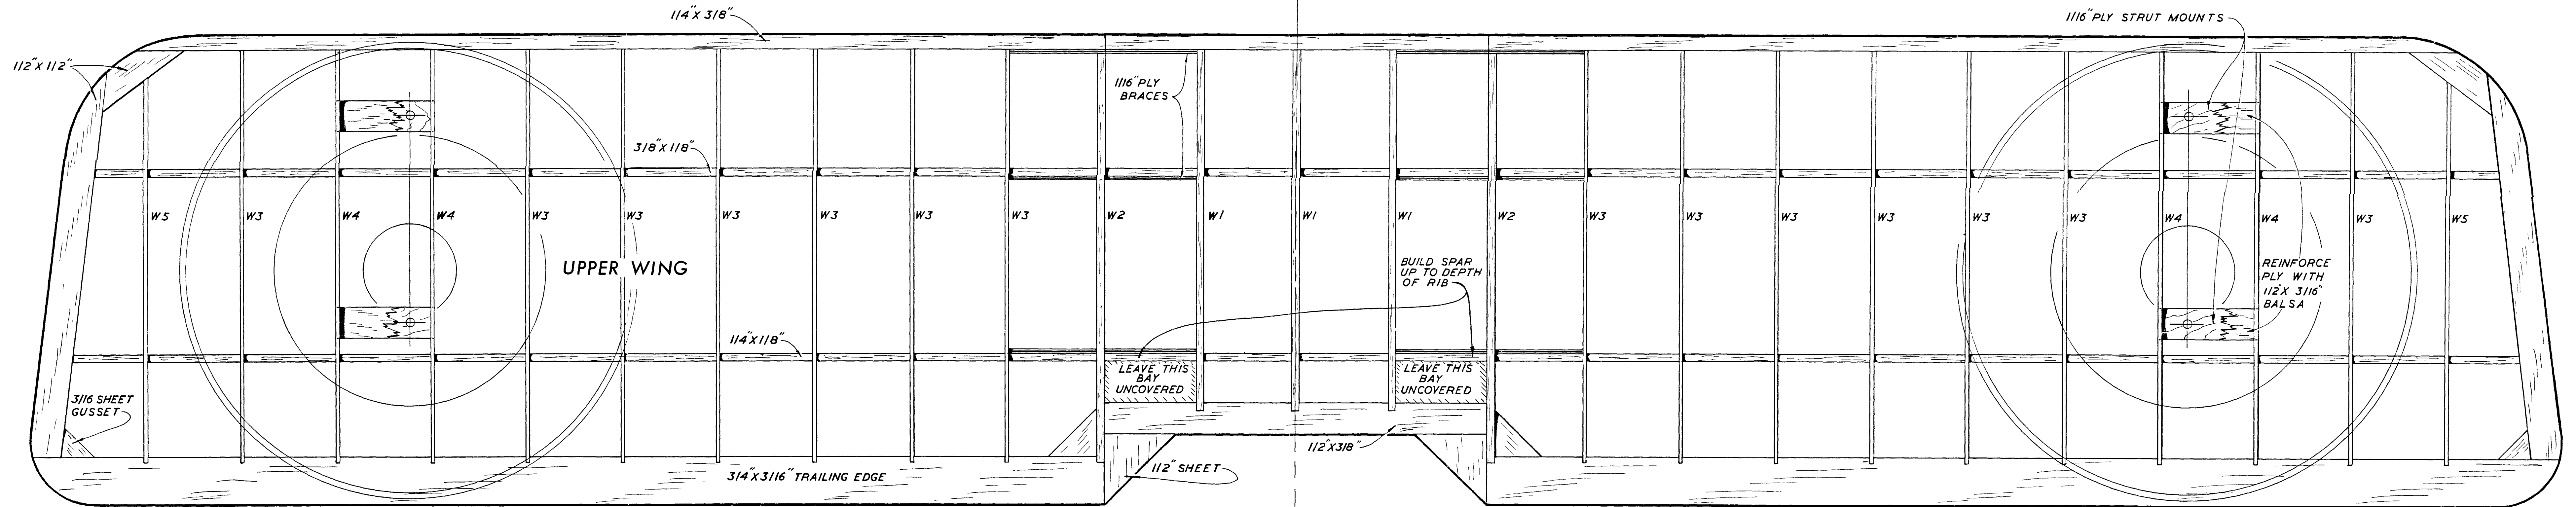 1/4"X 3/8"
1/16"PLY STRUT MOUNTS
1/2"X 1/2"
1/16"PLY
BRACES
3/8"X1/8"
W5 W3 W4 W4 W3 W3 W3 W3 W3 W3 W2 W1 W1 W1 W2 W3 W3 W3 W3 W3 W3 W4 W4 W3 W5
UPPER WING
BUILD SPAR
UP TO DEPTH
OF RIB
REINFORCE
PLY WITH
1/2"X 3/16"
BALSA
1/4"X1/8"
LEAVE THIS
BAY
UNCOVERED
LEAVE THIS
BAY
UNCOVERED
3/16 SHEET
GUSSET
1/2"X3/8"
3/4"X3/16" TRAILING EDGE
1/2" SHEET